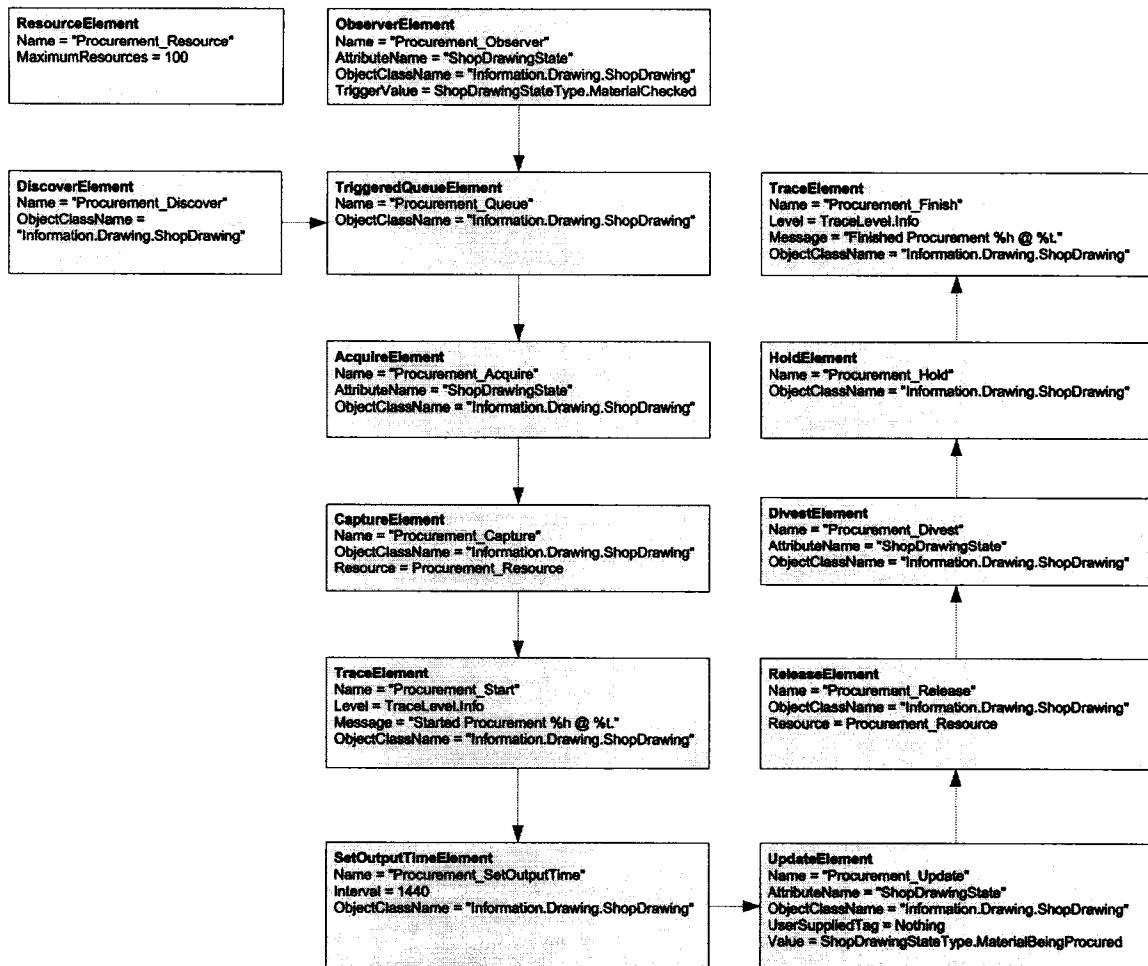 ResourceElement
Name = "Procurement_Resource"
MaximumResources = 100
ObserverElement
Name = "Procurement_Observer"
AttributeName = "ShopDrawingState"
ObjectClassName = "Information.Drawing.ShopDrawing"
TriggerValue = ShopDrawingStateType.MaterialChecked
DiscoverElement
Name = "Procurement_Discover"
ObjectClassName =
"Information.Drawing.ShopDrawing"
TriggeredQueueElement
Name = "Procurement_Queue"
ObjectClassName = "Information.Drawing.ShopDrawing"
TraceElement
Name = "Procurement_Finish"
Level = TraceLevel.Info
Message = "Finished Procurement %h @ %t."
ObjectClassName = "Information.Drawing.ShopDrawing"
AcquireElement
Name = "Procurement_Acquire"
AttributeName = "ShopDrawingState"
ObjectClassName = "Information.Drawing.ShopDrawing"
HoldElement
Name = "Procurement_Hold"
ObjectClassName = "Information.Drawing.ShopDrawing"
CaptureElement
Name = "Procurement_Capture"
ObjectClassName = "Information.Drawing.ShopDrawing"
Resource = Procurement_Resource
DivestElement
Name = "Procurement_Divest"
AttributeName = "ShopDrawingState"
ObjectClassName = "Information.Drawing.ShopDrawing"
TraceElement
Name = "Procurement_Start"
Level = TraceLevel.Info
Message = "Started Procurement %h @ %t."
ObjectClassName = "Information.Drawing.ShopDrawing"
ReleaseElement
Name = "Procurement_Release"
ObjectClassName = "Information.Drawing.ShopDrawing"
Resource = Procurement_Resource
SetOutputTimeElement
Name = "Procurement_SetOutputTime"
Interval = 1440
ObjectClassName = "Information.Drawing.ShopDrawing"
UpdateElement
Name = "Procurement_Update"
AttributeName = "ShopDrawingState"
ObjectClassName = "Information.Drawing.ShopDrawing"
UserSuppliedTag = Nothing
Value = ShopDrawingStateType.MaterialBeingProcured